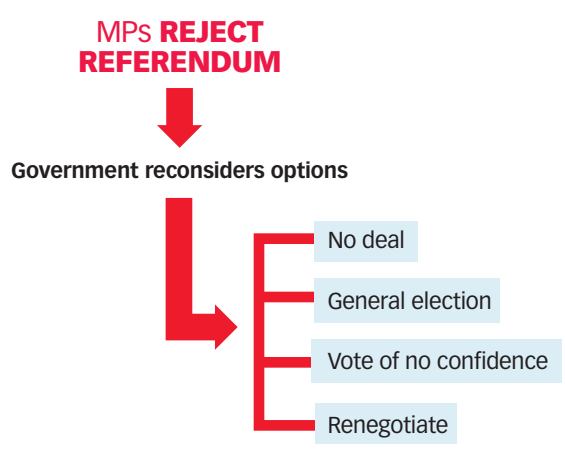 MPs REJECT
REFERENDUM
Government reconsiders options
No deal
General election
Vote of no confidence
Renegotiate